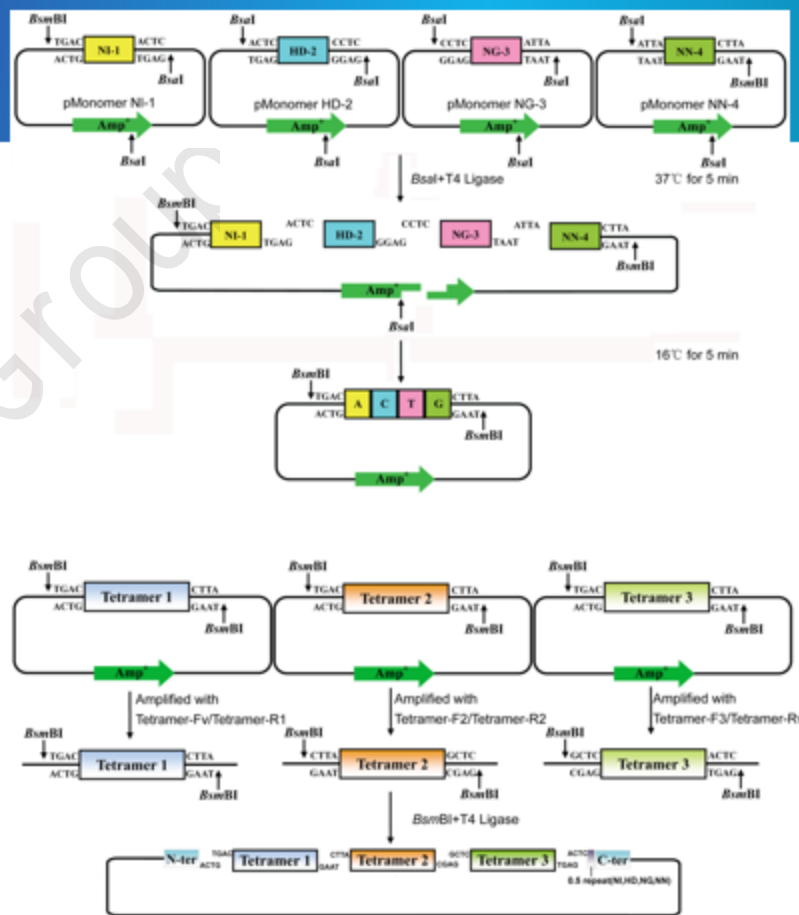 BsmBI BsaI BsaI BsaI
TGAC NI-1 ACTC ACTC HD-2 CCTC CCTC NG-3 ATTA ATTA NN-4 CTTA
ACTG TGAG TGAG GGAG GGAG TAAT TAAT GAAT
BsaI BsaI BsaI BsmBI
pMonomer NI-1 pMonomer HD-2 pMonomer NG-3 pMonomer NN-4
Amp+ Amp+ Amp+ Amp+
BsaI BsaI BsaI BsaI
BsaI+T4 Ligase 37℃ for 5 min
BsmBI
TGAC NI-1 ACTC HD-2 CCTC NG-3 ATTA NN-4 CTTA
ACTG TGAG GGAG TAAT GAAT
BsmBI
Amp+
BsaI
16℃ for 5 min
BsmBI
TGAC A C T G CTTA
ACTG GAAT
BsmBI
Amp+
BsmBI BsmBI BsmBI
TGAC Tetramer 1 CTTA TGAC Tetramer 2 CTTA TGAC Tetramer 3 CTTA
ACTG GAAT ACTG GAAT ACTG GAAT
BsmBI BsmBI BsmBI
Amp+ Amp+ Amp+
Amplified with Amplified with Amplified with
Tetramer-Fv/Tetramer-R1 Tetramer-F2/Tetramer-R2 Tetramer-F3/Tetramer-Rv
BsmBI BsmBI BsmBI
TGAC Tetramer 1 CTTA CTTA Tetramer 2 GCTC GCTC Tetramer 3 ACTC
ACTG GAAT GAAT CGAG CGAG TGAG
BsmBI BsmBI BsmBI
BsmBI+T4 Ligase
N-ter TGAC Tetramer 1 CTTA Tetramer 2 GCTC Tetramer 3 ACTC C-ter
ACTG GAAT CGAG TGAG
0.5 repeat(NI,HD,NG,NN)
Group